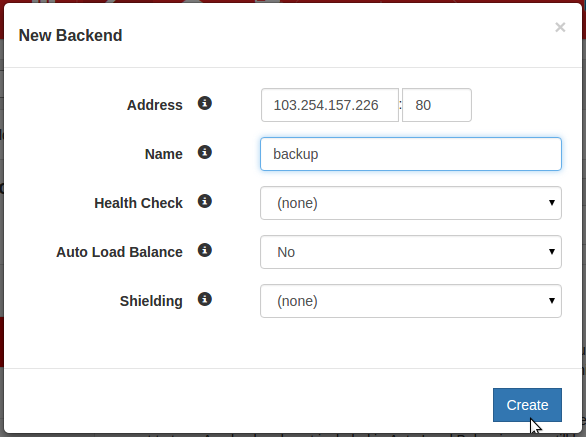 New Backend ×
Address 103.254.157.226 : 80
Name backup
Health Check (none)
Auto Load Balance No
Shielding (none)
Create